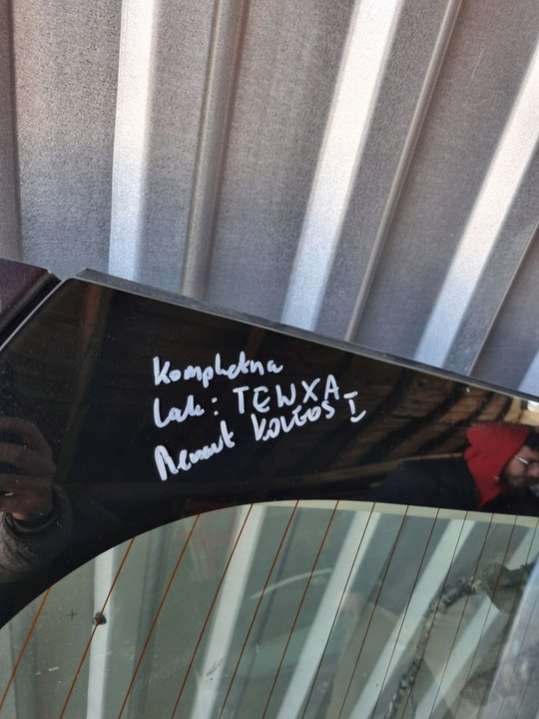 Kompletna
Lak: TEWXA
Renault KOLEOS I